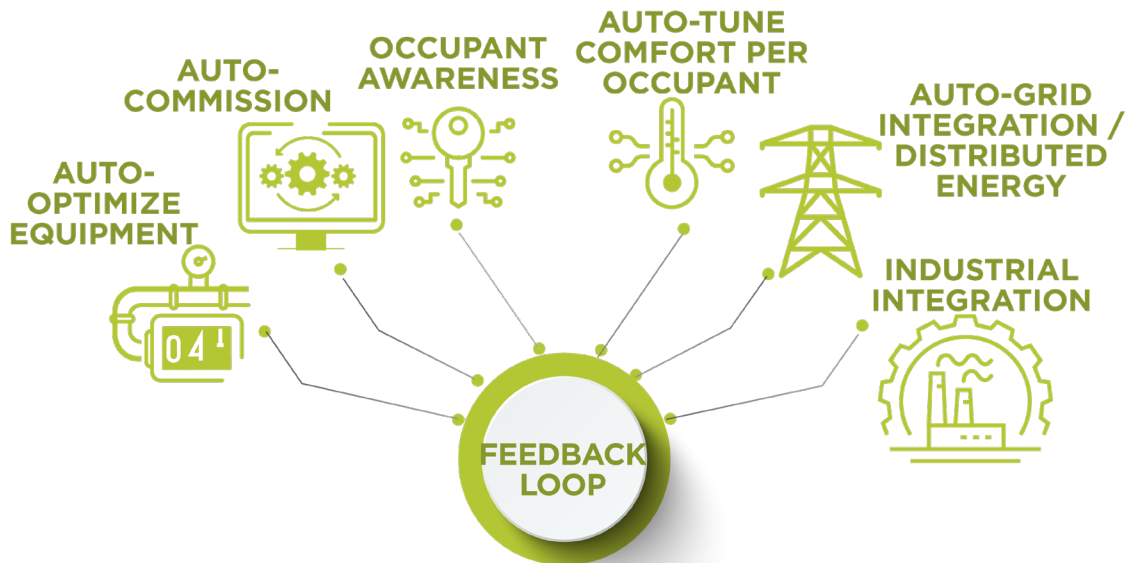 AUTO-
OPTIMIZE
EQUIPMENT
04 1
AUTO-
COMMISSION
OCCUPANT
AWARENESS
AUTO-TUNE
COMFORT PER
OCCUPANT
AUTO-GRID
INTEGRATION /
DISTRIBUTED
ENERGY
INDUSTRIAL
INTEGRATION
FEEDBACK
LOOP